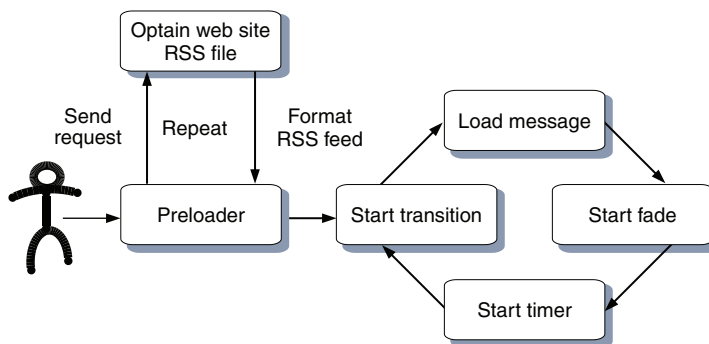 Optain web site
RSS file
Send
request
Repeat
Format
RSS feed
Load message
Preloader
Start transition
Start fade
Start timer